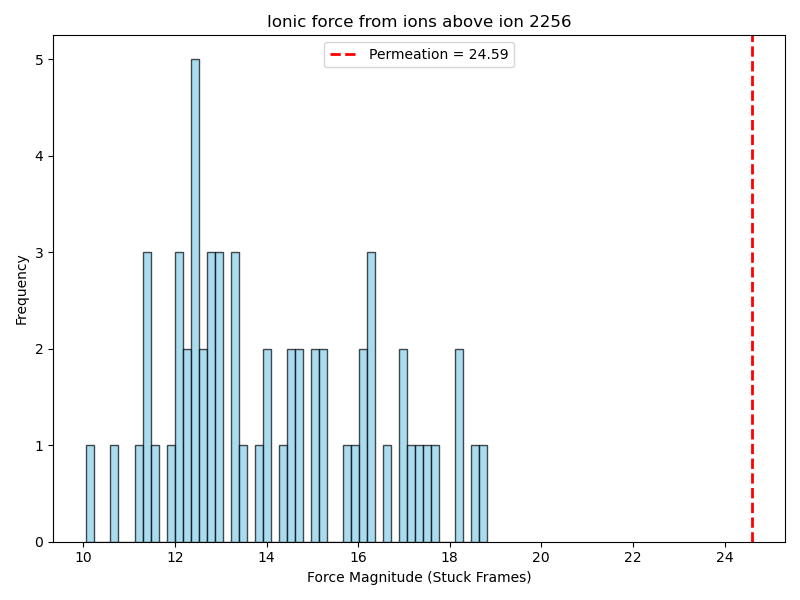 Ionic force from ions above ion 2256
Permeation = 24.59
5
4
3
2
1
0
Frequency
10 12 14 16 18 20 22 24
Force Magnitude (Stuck Frames)